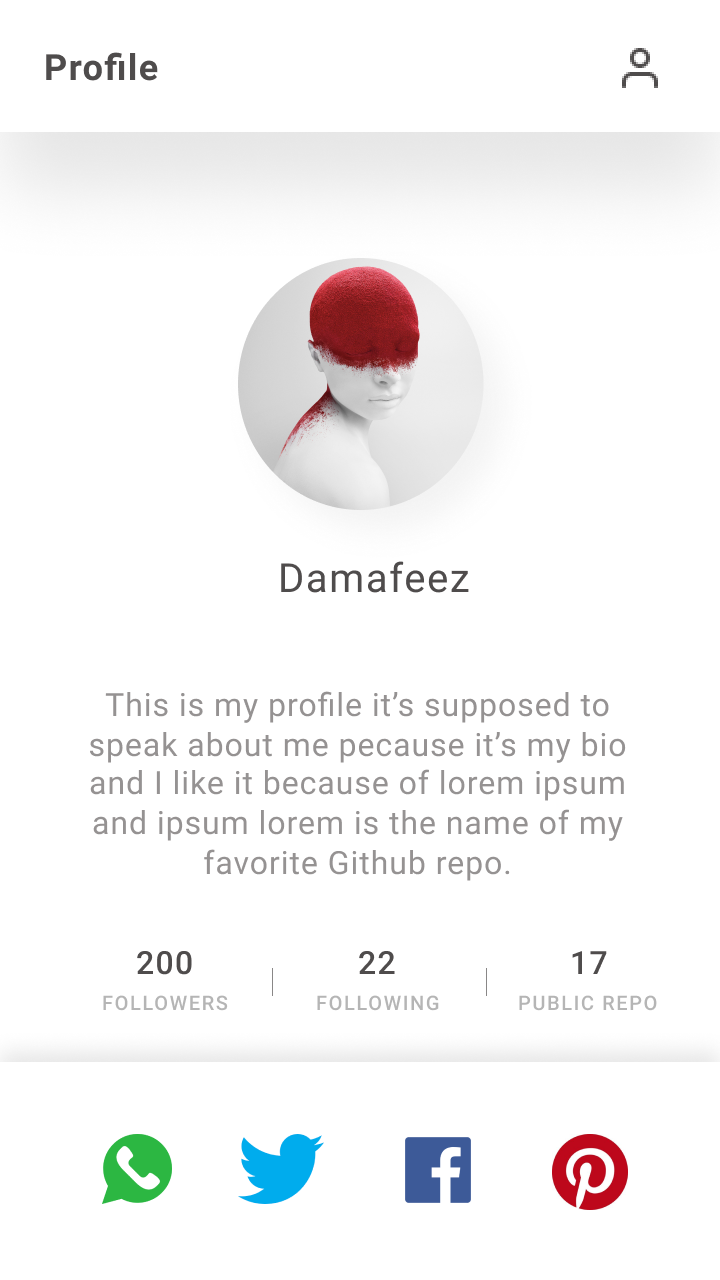 Profile
Damafeez
This is my profile it’s supposed to
speak about me pecause it’s my bio
and I like it because of lorem ipsum
and ipsum lorem is the name of my
favorite Github repo.
200
FOLLOWERS
22
FOLLOWING
17
PUBLIC REPO